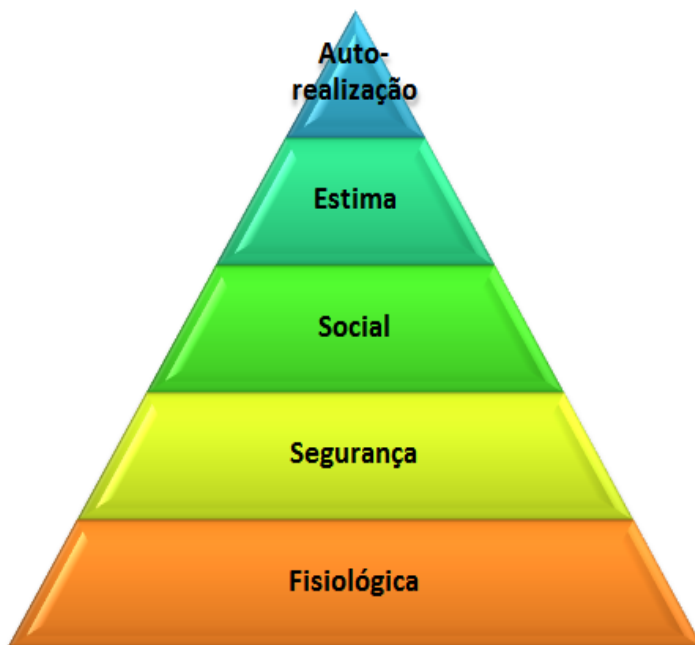 Auto-
realização
Estima
Social
Segurança
Fisiológica